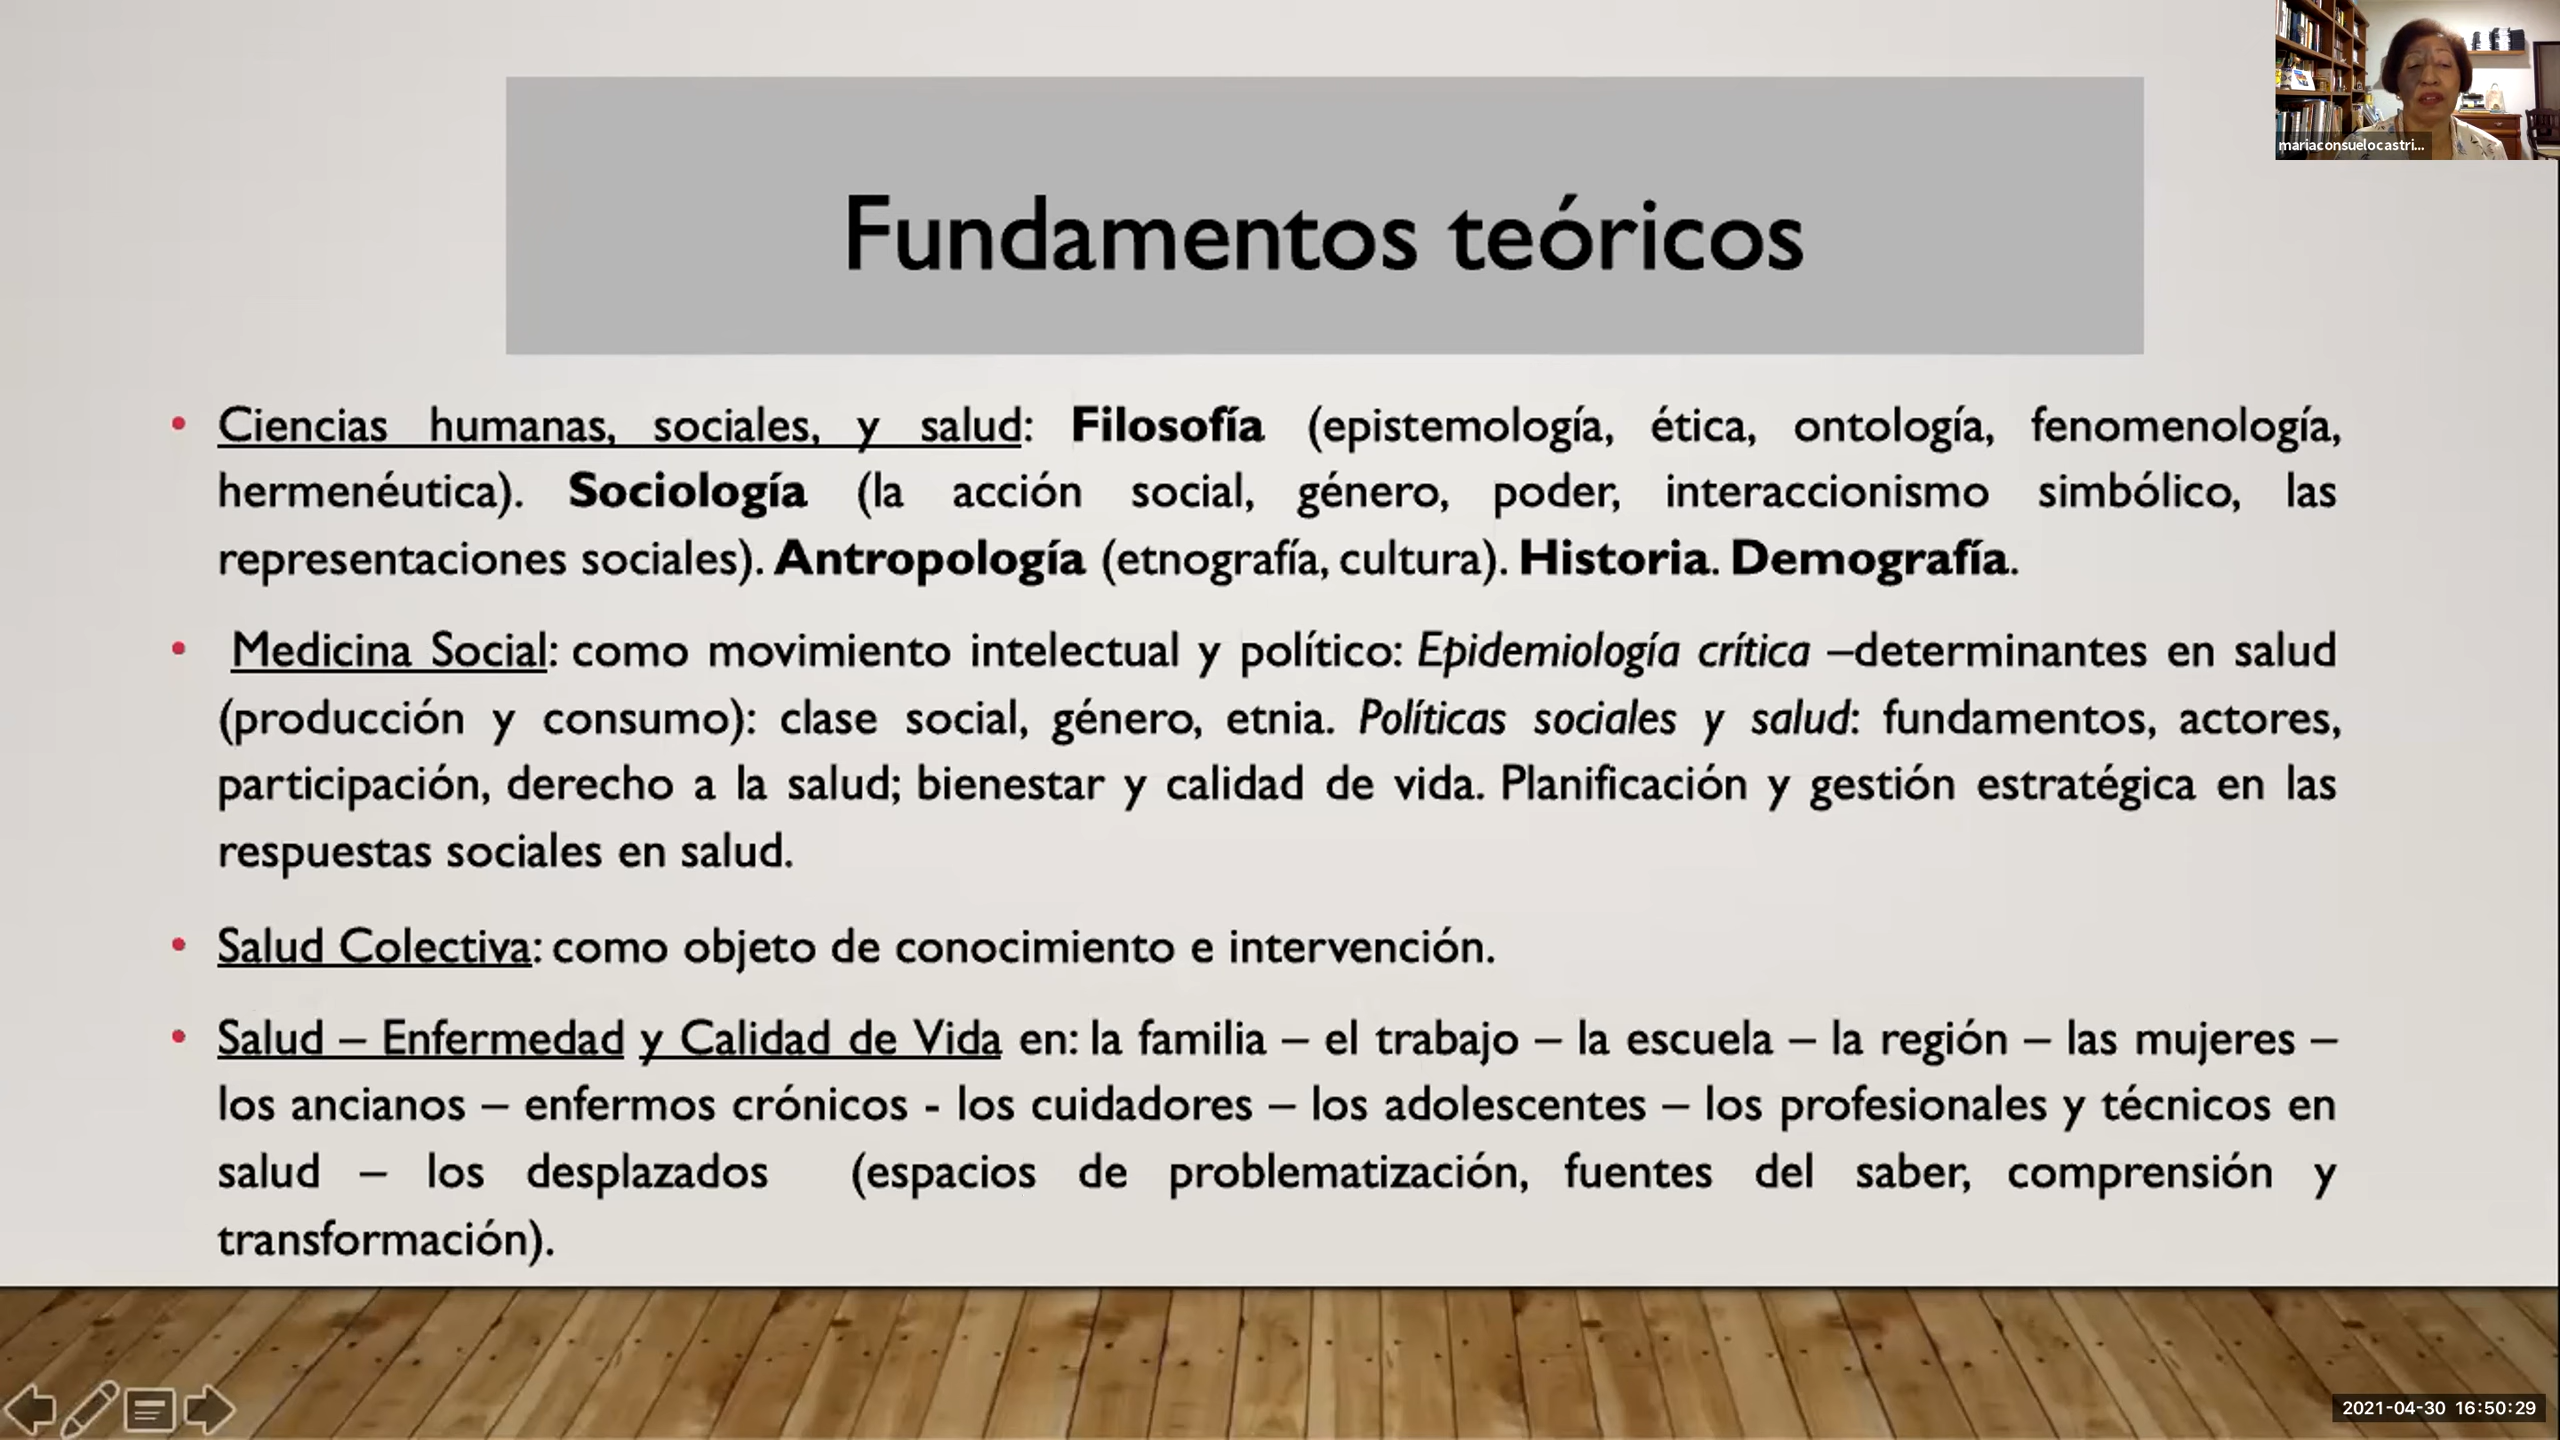 mariaconsuelocastri...
Fundamentos teóricos
• Ciencias humanas, sociales, y salud: Filosofía (epistemología, ética, ontología, fenomenología,
hermenéutica). Sociología (la acción social, género, poder, interaccionismo simbólico, las
representaciones sociales). Antropología (etnografía, cultura). Historia. Demografía.
• Medicina Social: como movimiento intelectual y político: Epidemiología crítica –determinantes en salud
(producción y consumo): clase social, género, etnia. Políticas sociales y salud: fundamentos, actores,
participación, derecho a la salud; bienestar y calidad de vida. Planificación y gestión estratégica en las
respuestas sociales en salud.
• Salud Colectiva: como objeto de conocimiento e intervención.
• Salud – Enfermedad y Calidad de Vida en: la familia – el trabajo – la escuela – la región – las mujeres –
los ancianos – enfermos crónicos - los cuidadores – los adolescentes – los profesionales y técnicos en
salud – los desplazados (espacios de problematización, fuentes del saber, comprensión y
transformación).
2021-04-30 16:50:29